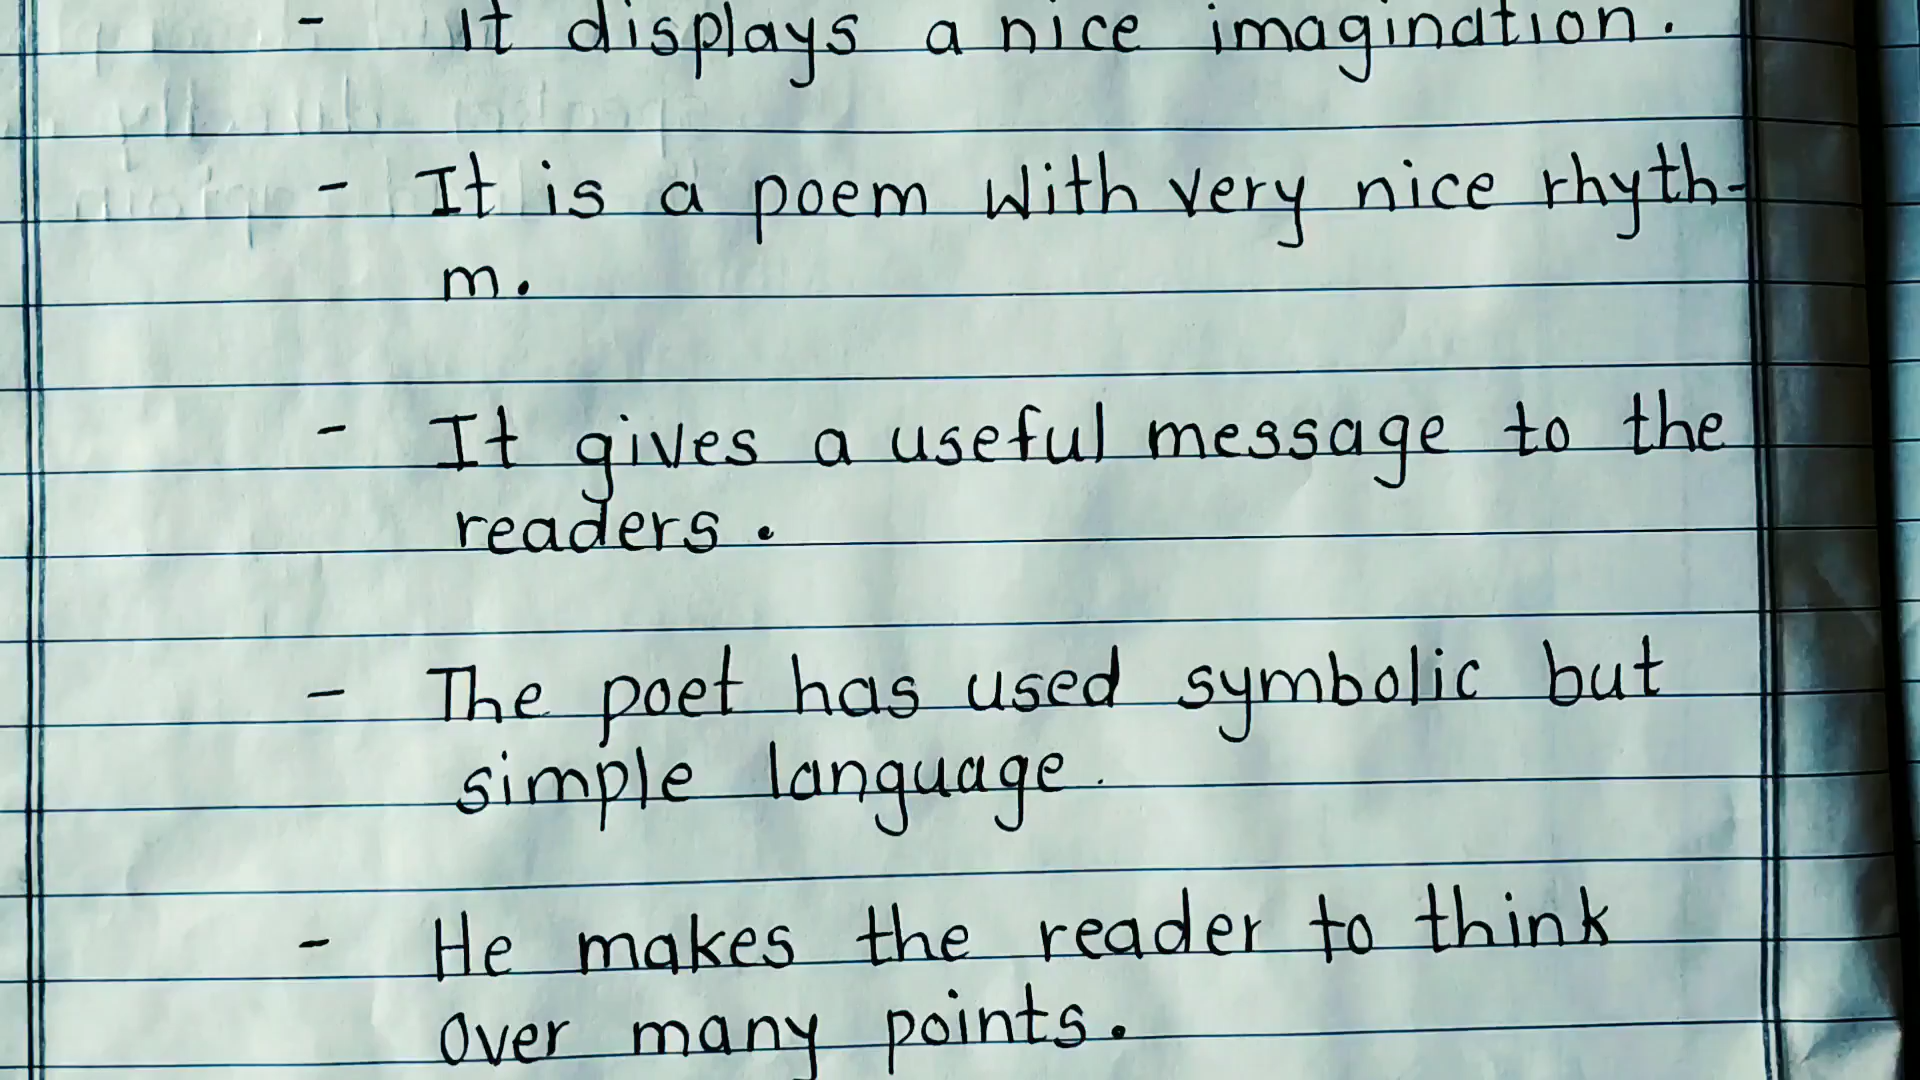 - It displays a nice imagination.
- It is a poem with very nice rhyth-
m.
- It gives a useful message to the
readers.
- The poet has used symbolic but
simple language.
- He makes the reader to think
over many points.